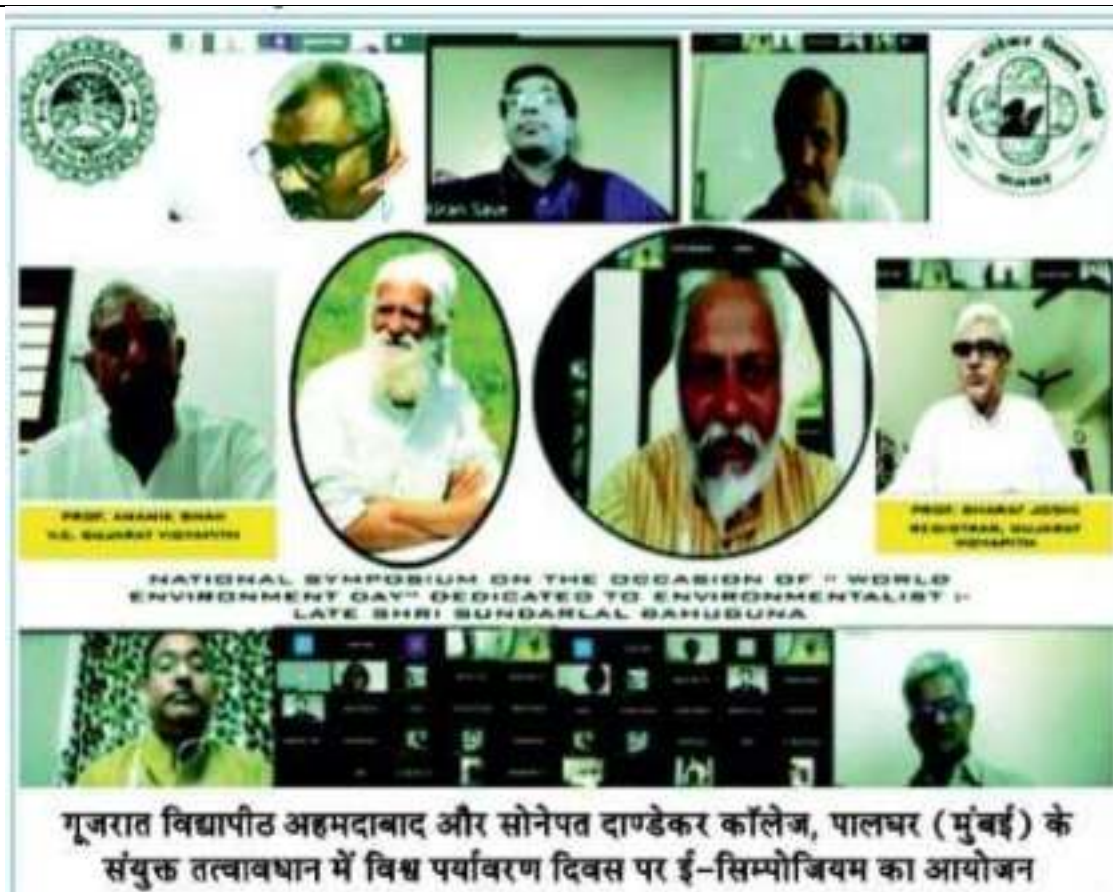 Kiran Save
PROF. ANAMIK SHAH
V.C. GUJARAT VIDYAPITH
PROF. BHARAT JOSHI
REGISTRAR, GUJARAT
VIDYAPITH
NATIONAL SYMPOSIUM ON THE OCCASION OF " WORLD
ENVIRONMENT DAY" DEDICATED TO ENVIRONMENTALIST :-
LATE SHRI SUNDARLAL BAHUGUNA
गूजरात विद्यापीठ अहमदाबाद और सोनेपत दाण्डेकर कॉलेज, पालघर (मुंबई) के
संयुक्त तत्वावधान में विश्व पर्यावरण दिवस पर ई-सिम्पोजियम का आयोजन